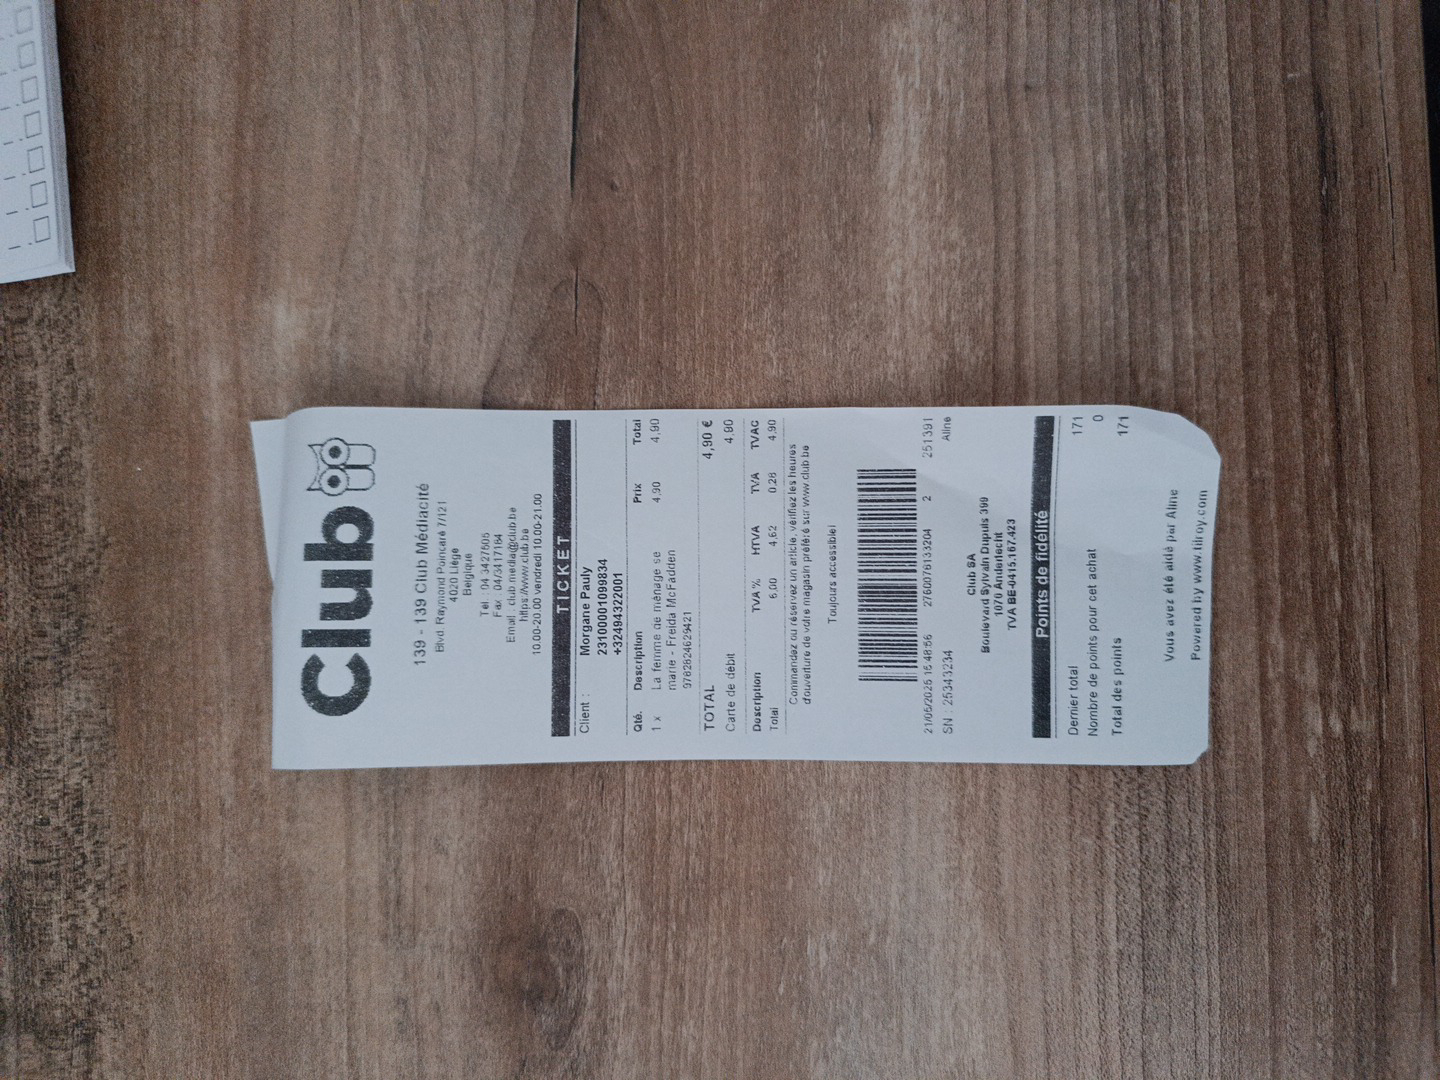 Club
139 - 139 Club Médiacité
Blvd. Raymond Poincaré 7/121
4020 Liège
Belgique
Tel : 04 3427605
Fax : 04/3417164
Email : club.media@club.be
https://www.club.be
10.00-20.00 vendredi 10.00-21.00
TICKET
Client : Morgane Pauly
23100001099834
+32494322001
Qté. Description Prix Total
1 x La femme de ménage se 4,90 4,90
marie - Freida McFadden
9782824629421
TOTAL 4,90 €
Carte de débit 4,90
Description TVA % HTVA TVA TVAC
Total 6,00 4,62 0,28 4,90
Commandez ou réservez un article, vérifiez les heures
d'ouverture de votre magasin préféré sur www.club.be
Toujours accessible!
21/05/2025 15:48:56 2760076133204 2 251391
SN : 25343234 Aline
Club SA
Boulevard Sylvain Dupuis 399
1070 Anderlecht
TVA BE-0415.167.423
Points de fidélité
Dernier total 171
Nombre de points pour cet achat 0
Total des points 171
Vous avez été aidé par Aline
Powered by www.tilroy.com